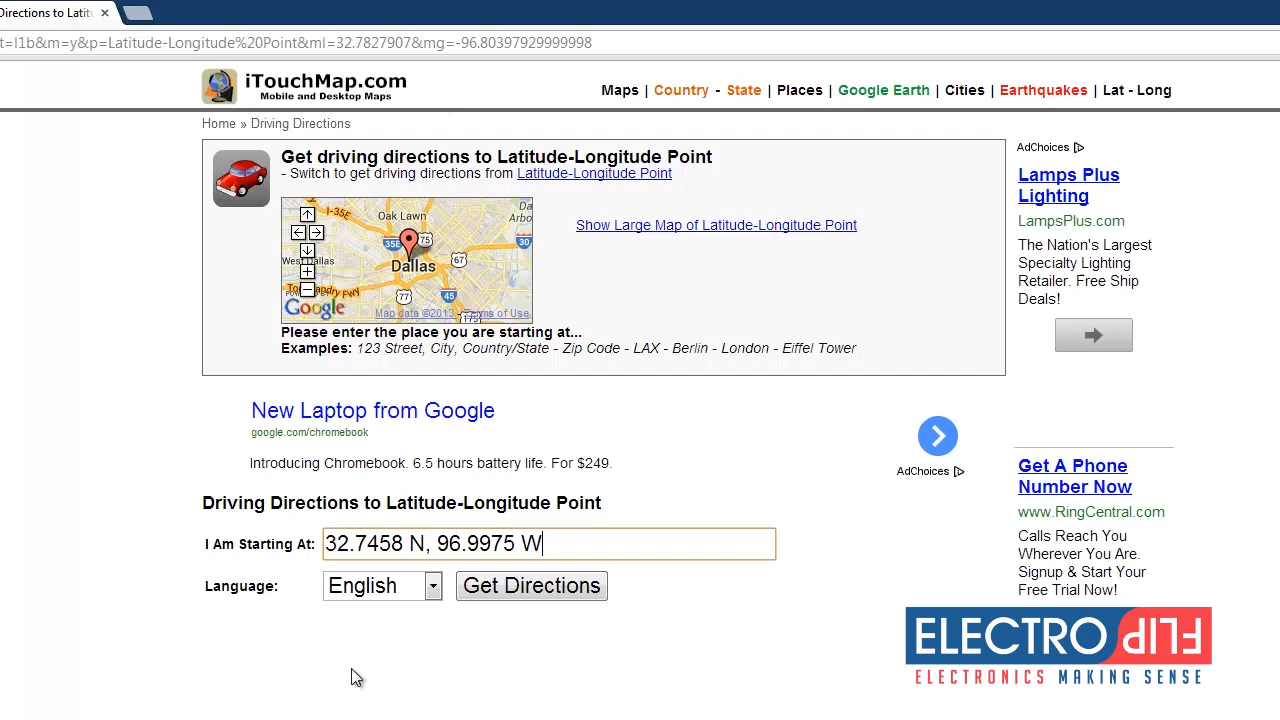 Directions to Latit
t=l1b&m=y&p=Latitude-Longitude%20Point&ml=32.7827907&mg=-96.80397929999998
iTouchMap.com
Mobile and Desktop Maps
Maps | Country - State | Places | Google Earth | Cities | Earthquakes | Lat - Long
Home » Driving Directions
Get driving directions to Latitude-Longitude Point
- Switch to get driving directions from Latitude-Longitude Point
Show Large Map of Latitude-Longitude Point
I-35E
Oak Lawn
35E
75
30
West Dallas
Dallas
67
77
45
175
Google
Map data ©2013 - Terms of Use
Please enter the place you are starting at...
Examples: 123 Street, City, Country/State - Zip Code - LAX - Berlin - London - Eiffel Tower
AdChoices
Lamps Plus
Lighting
LampsPlus.com
The Nation's Largest
Specialty Lighting
Retailer. Free Ship
Deals!
New Laptop from Google
google.com/chromebook
Introducing Chromebook. 6.5 hours battery life. For $249.
AdChoices
Get A Phone
Number Now
www.RingCentral.com
Calls Reach You
Wherever You Are.
Signup & Start Your
Free Trial Now!
Driving Directions to Latitude-Longitude Point
I Am Starting At: 32.7458 N, 96.9975 W
Language: English Get Directions
ELECTRO FLIP
ELECTRONICS MAKING SENSE